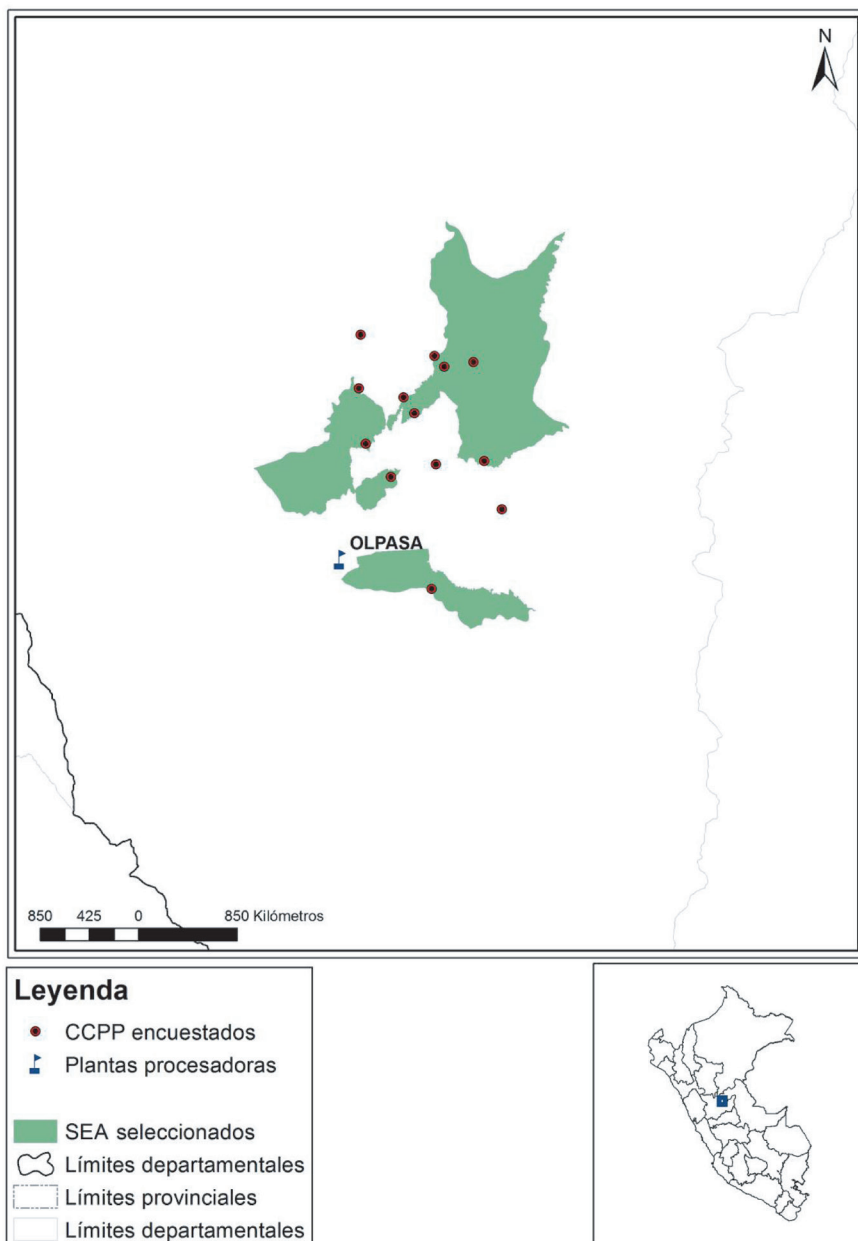 N
OLPASA
850 425 0 850 Kilómetros
Leyenda
CCPP encuestados
Plantas procesadoras
SEA seleccionados
Límites departamentales
Límites provinciales
Límites departamentales